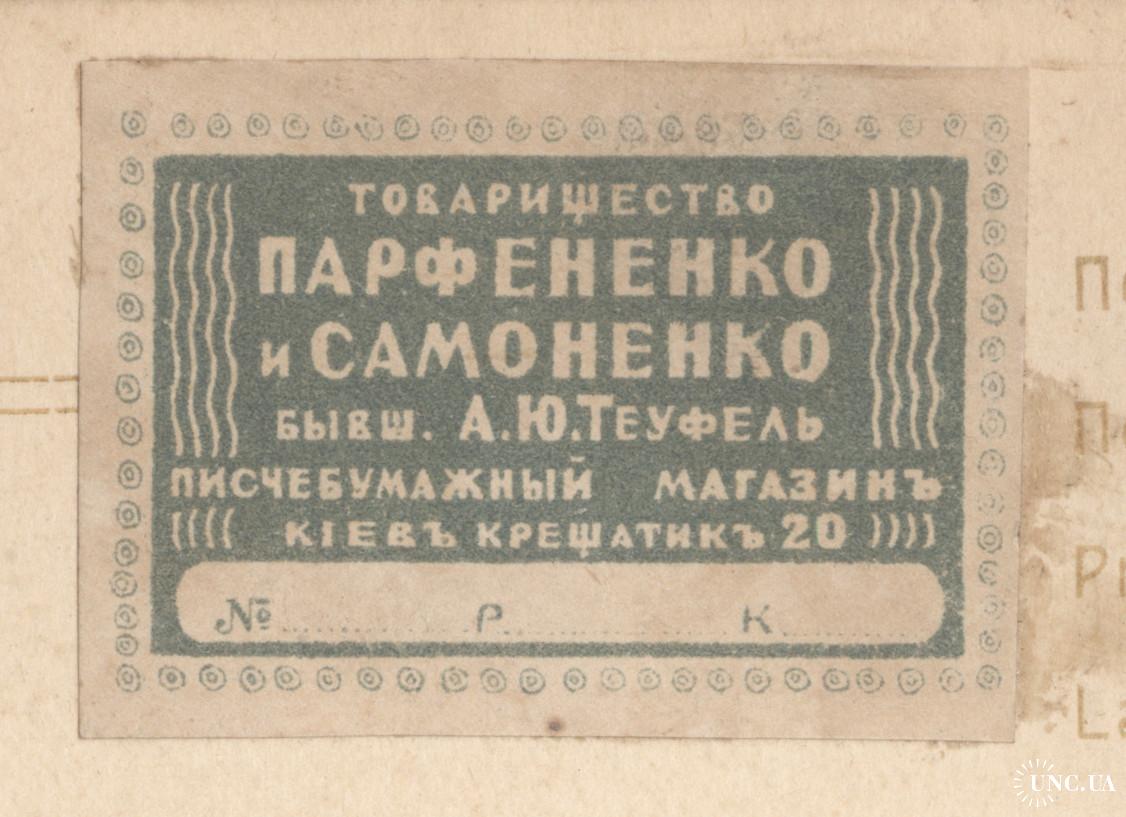 ТОВАРИЩЕСТВО
ПАРФЕНЕНКО
и САМОНЕНКО
БЫВШ. А.Ю.ТЕУФЕЛЬ
ПИСЧЕБУМАЖНЫЙ МАГАЗИНЪ
КІЕВЪ КРЕЩАТИКЪ 20
№ Р. К.
UNC.UA